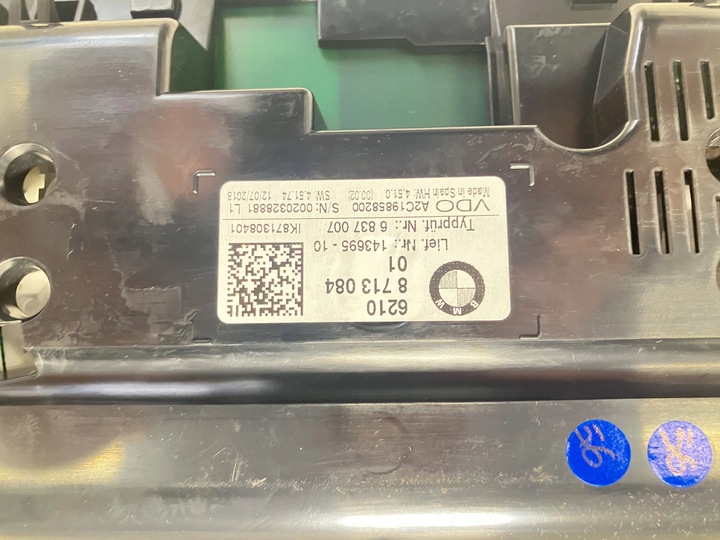 BMW
6210
8 713 084
01
Lief. Nr.: 143695 - 10
Typprüf. Nr.: 6 837 007
IK871308401
VDO A2C19858200 S/N: 0020328881 L1
Made in Spain HW: 4.51.0 (00.02) SW: 4.51.74 12/07/2013